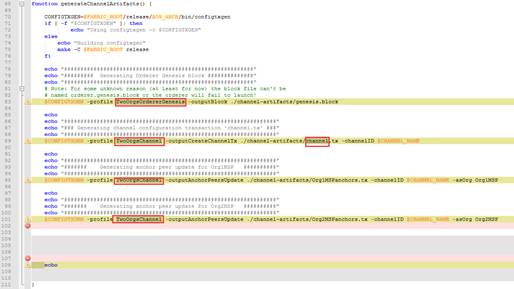 68 function generateChannelArtifacts() {
69
70 CONFIGTXGEN=$FABRIC_ROOT/release/$OS_ARCH/bin/configtxgen
71 if [ -f "$CONFIGTXGEN" ]; then
72 echo "Using configtxgen -> $CONFIGTXGEN"
73 else
74 echo "Building configtxgen"
75 make -C $FABRIC_ROOT release
76 fi
77
78 echo "##########################################################"
79 echo "######### Generating Orderer Genesis block ##############"
80 echo "##########################################################"
81 # Note: For some unknown reason (at least for now) the block file can't be
82 # named orderer.genesis.block or the orderer will fail to launch!
83 $CONFIGTXGEN -profile TwoOrgsOrdererGenesis -outputBlock ./channel-artifacts/genesis.block
84
85 echo
86 echo "#################################################################"
87 echo "### Generating channel configuration transaction 'channel.tx' ###"
88 echo "#################################################################"
89 $CONFIGTXGEN -profile TwoOrgsChannel -outputCreateChannelTx ./channel-artifacts/channel.tx -channelID $CHANNEL_NAME
90
91 echo
92 echo "#################################################################"
93 echo "####### Generating anchor peer update for Org1MSP ##########"
94 echo "#################################################################"
95 $CONFIGTXGEN -profile TwoOrgsChannel -outputAnchorPeersUpdate ./channel-artifacts/Org1MSPanchors.tx -channelID $CHANNEL_NAME -asOrg Org1MSP
96
97 echo
98 echo "#################################################################"
99 echo "####### Generating anchor peer update for Org2MSP ##########"
100 echo "#################################################################"
101 $CONFIGTXGEN -profile TwoOrgsChannel -outputAnchorPeersUpdate ./channel-artifacts/Org2MSPanchors.tx -channelID $CHANNEL_NAME -asOrg Org2MSP
102
107
108 echo
109
110
111
112 }